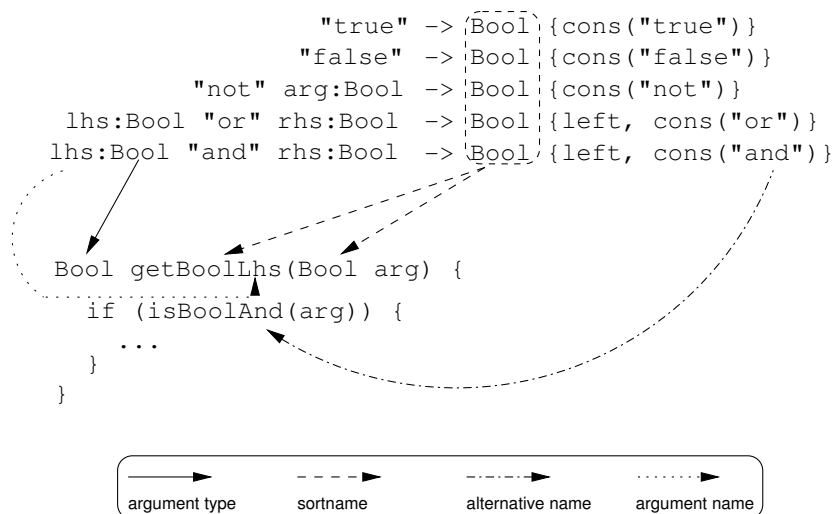 "true" -> Bool {cons("true")}
"false" -> Bool {cons("false")}
"not" arg:Bool -> Bool {cons("not")}
lhs:Bool "or" rhs:Bool -> Bool {left, cons("or")}
lhs:Bool "and" rhs:Bool -> Bool {left, cons("and")}
Bool getBoolLhs(Bool arg) {
if (isBoolAnd(arg)) {
...
}
}
argument type sortname alternative name argument name